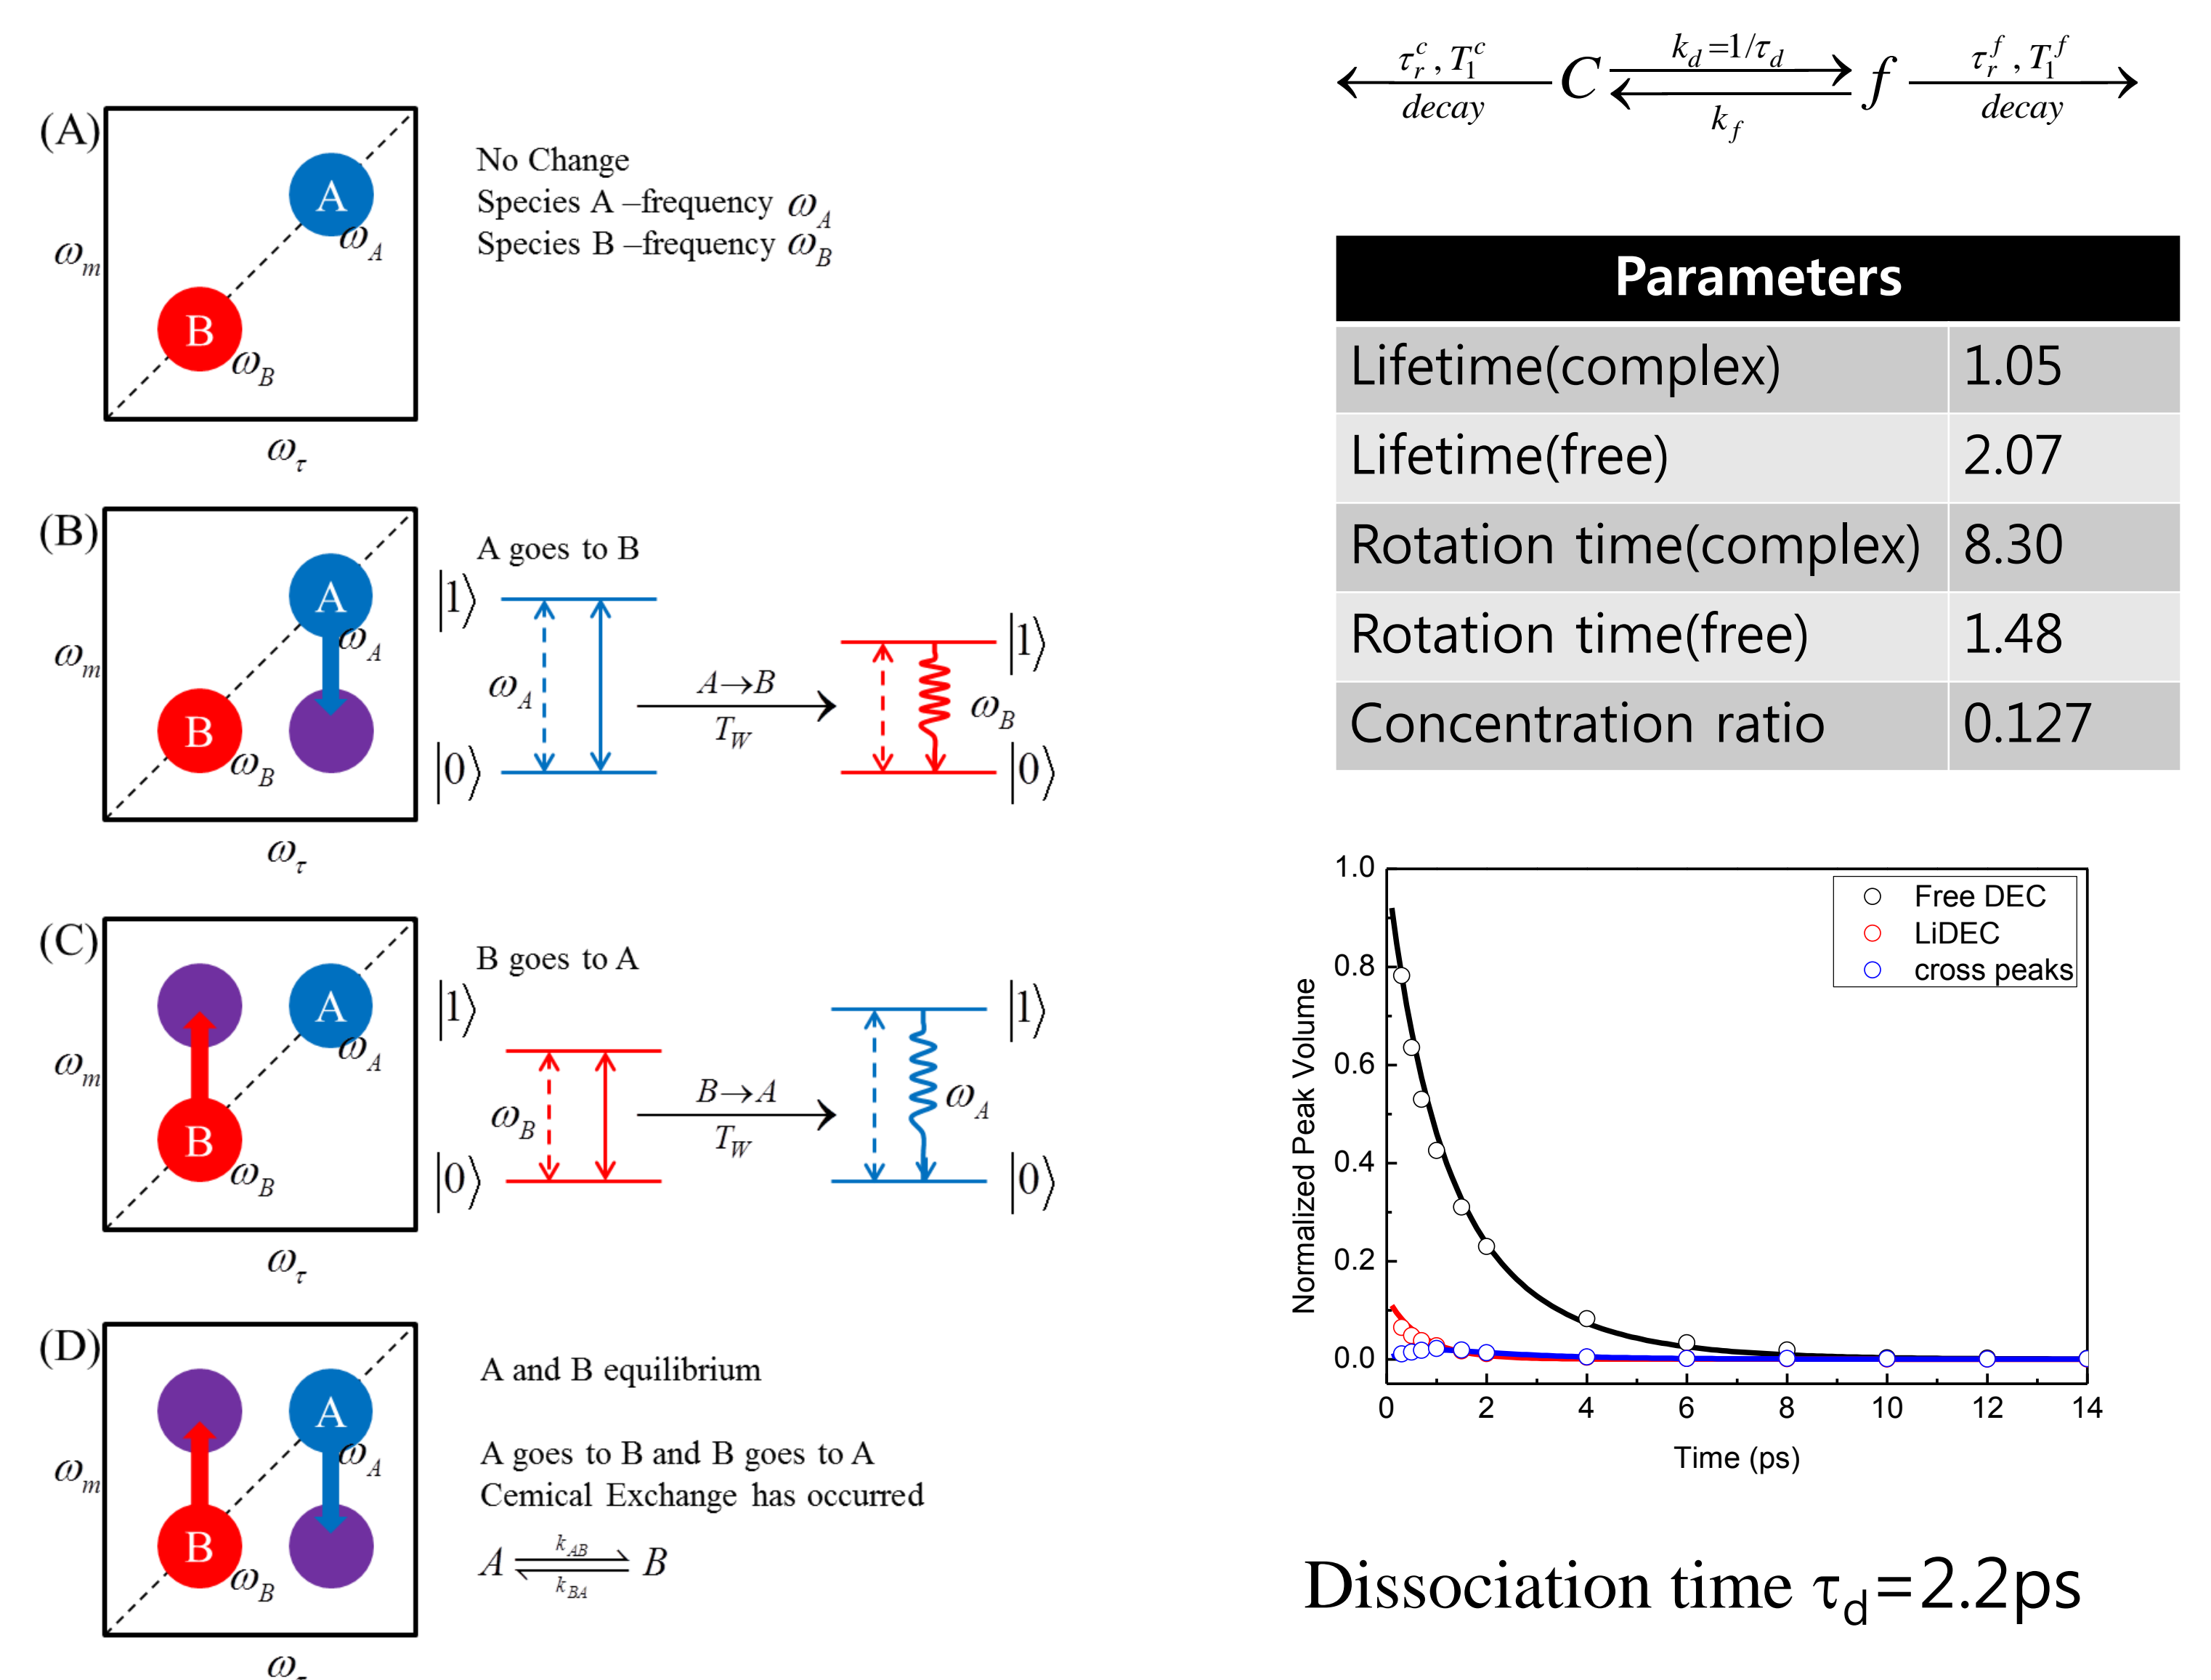 (A)
A
ω_A
B
ω_B
ω_m
ω_τ
No Change
Species A –frequency ω_A
Species B –frequency ω_B
(B)
A
ω_A
B
ω_B
ω_m
ω_τ
A goes to B
|1⟩
ω_A
|0⟩
A→B
T_W
|1⟩
ω_B
|0⟩
(C)
A
ω_A
B
ω_B
ω_m
ω_τ
B goes to A
|1⟩
ω_B
|0⟩
B→A
T_W
|1⟩
ω_A
|0⟩
(D)
A
ω_A
B
ω_B
ω_m
ω_τ
A and B equilibrium
A goes to B and B goes to A
Cemical Exchange has occurred
k_AB
A ⇌ B
k_BA
τ_r^c , T_1^c k_d=1/τ_d τ_r^f , T_1^f
C f
decay k_f decay
Parameters
Lifetime(complex) 1.05
Lifetime(free) 2.07
Rotation time(complex) 8.30
Rotation time(free) 1.48
Concentration ratio 0.127
Normalized Peak Volume
1.0
0.8
0.6
0.4
0.2
0.0
Free DEC
LiDEC
cross peaks
0 2 4 6 8 10 12 14
Time (ps)
Dissociation time τ_d=2.2ps